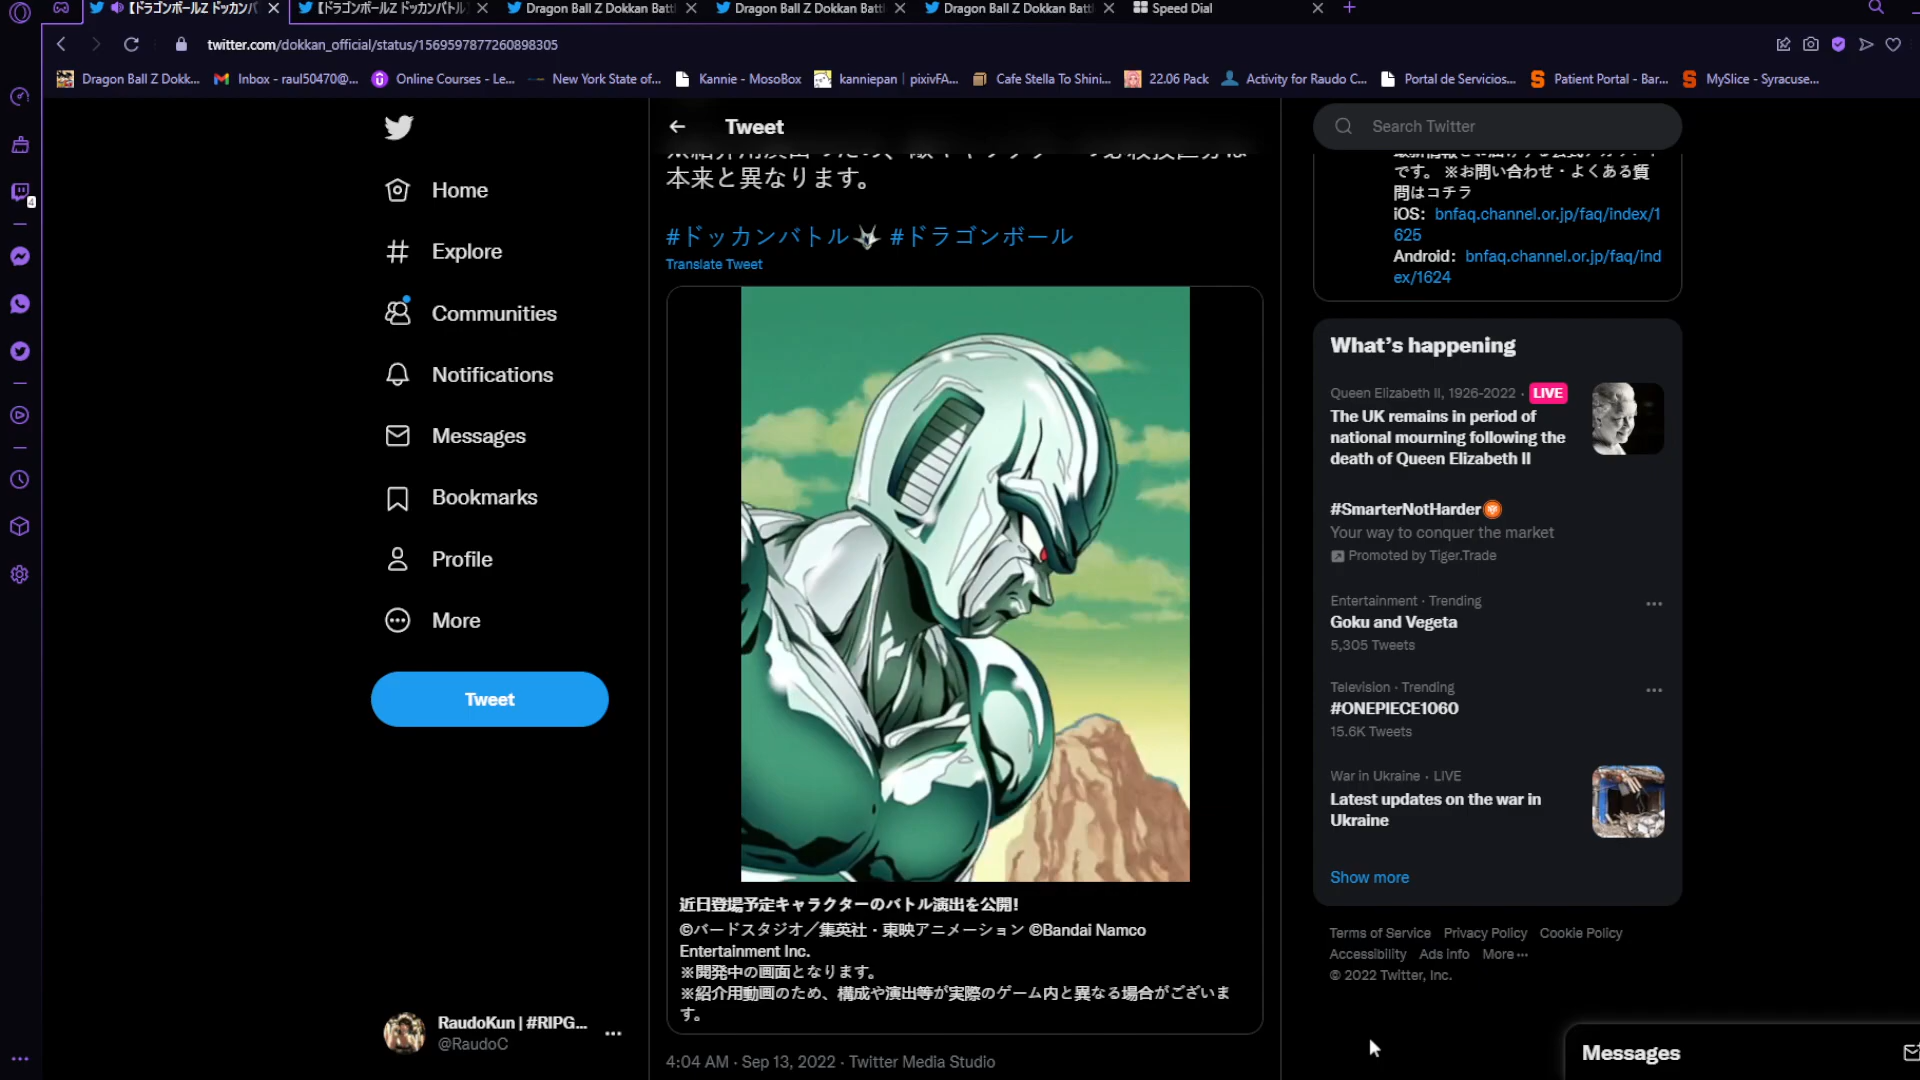 【ドラゴンボールZ ドッカンバ
【ドラゴンボールZ ドッカンバトル
Dragon Ball Z Dokkan Batt
Dragon Ball Z Dokkan Batt
Dragon Ball Z Dokkan Batt
Speed Dial
twitter.com/dokkan_official/status/1569597877260898305
Dragon Ball Z Dokk...
Inbox - raul50470@...
Online Courses - Le...
New York State of...
Kannie - MosoBox
kanniepan | pixivFA...
Cafe Stella To Shini...
22.06 Pack
Activity for Raudo C...
Portal de Servicios...
Patient Portal - Bar...
MySlice - Syracuse...
4
Home
Explore
Communities
Notifications
Messages
Bookmarks
Profile
More
Tweet
RaudoKun | #RIPG...
@RaudoC
Tweet
本来と異なります。
#ドッカンバトル #ドラゴンボール
Translate Tweet
近日登場予定キャラクターのバトル演出を公開!
©バードスタジオ／集英社・東映アニメーション ©Bandai Namco
Entertainment Inc.
※開発中の画面となります。
※紹介用動画のため、構成や演出等が実際のゲーム内と異なる場合がございま
す。
4:04 AM · Sep 13, 2022 · Twitter Media Studio
Search Twitter
です。 ※お問い合わせ・よくある質
問はコチラ
iOS： bnfaq.channel.or.jp/faq/index/1
625
Android： bnfaq.channel.or.jp/faq/ind
ex/1624
What's happening
Queen Elizabeth II, 1926-2022 · LIVE
The UK remains in period of
national mourning following the
death of Queen Elizabeth II
#SmarterNotHarder
Your way to conquer the market
Promoted by Tiger.Trade
Entertainment · Trending
Goku and Vegeta
5,305 Tweets
Television · Trending
#ONEPIECE1060
15.6K Tweets
War in Ukraine · LIVE
Latest updates on the war in
Ukraine
Show more
Terms of Service Privacy Policy Cookie Policy
Accessibility Ads info More ···
© 2022 Twitter, Inc.
Messages